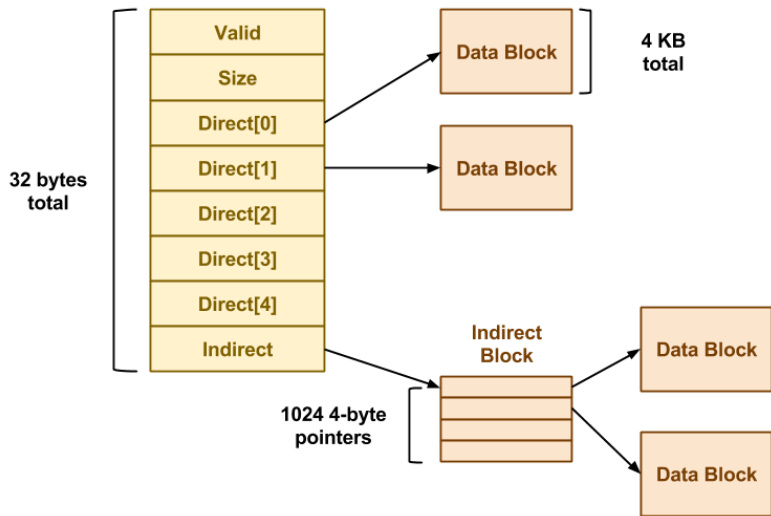 Valid
Size
Direct[0]
Direct[1]
Direct[2]
Direct[3]
Direct[4]
Indirect
32 bytes
total
Data Block
4 KB
total
Data Block
Indirect
Block
1024 4-byte
pointers
Data Block
Data Block